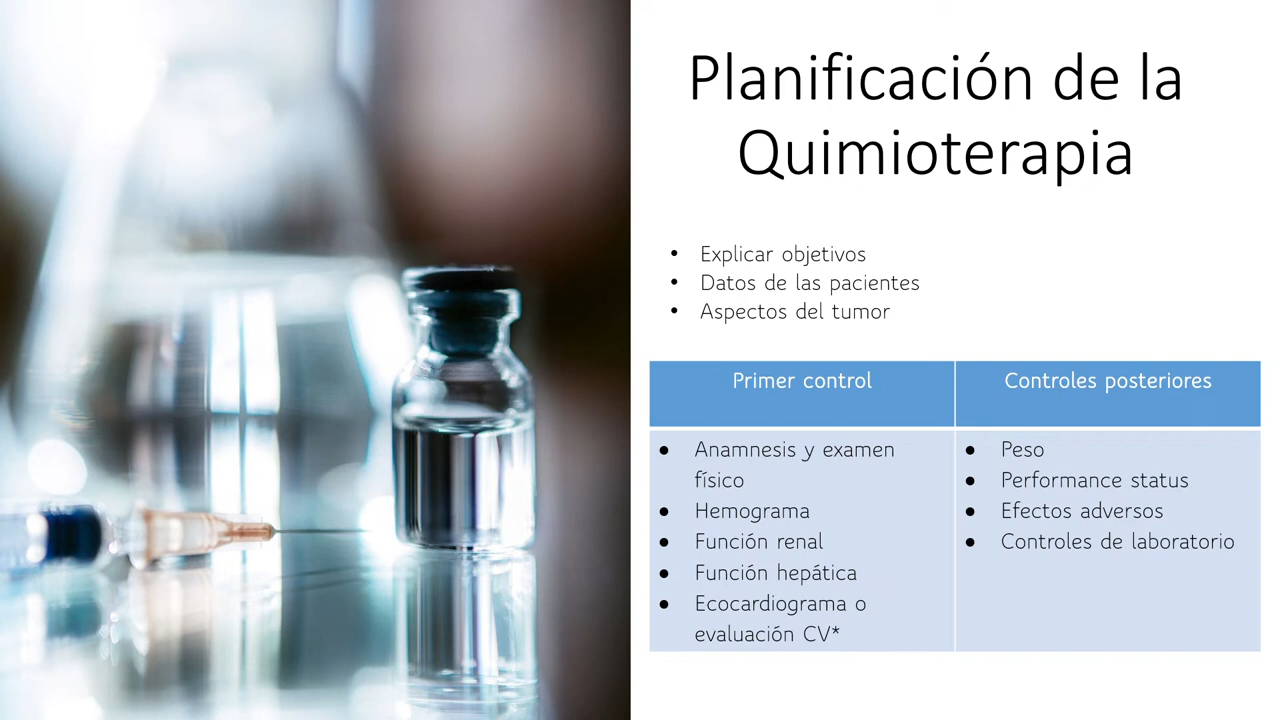 Planificación de la
Quimioterapia
• Explicar objetivos
• Datos de las pacientes
• Aspectos del tumor
Primer control
Controles posteriores
● Anamnesis y examen
físico
● Hemograma
● Función renal
● Función hepática
● Ecocardiograma o
evaluación CV*
● Peso
● Performance status
● Efectos adversos
● Controles de laboratorio